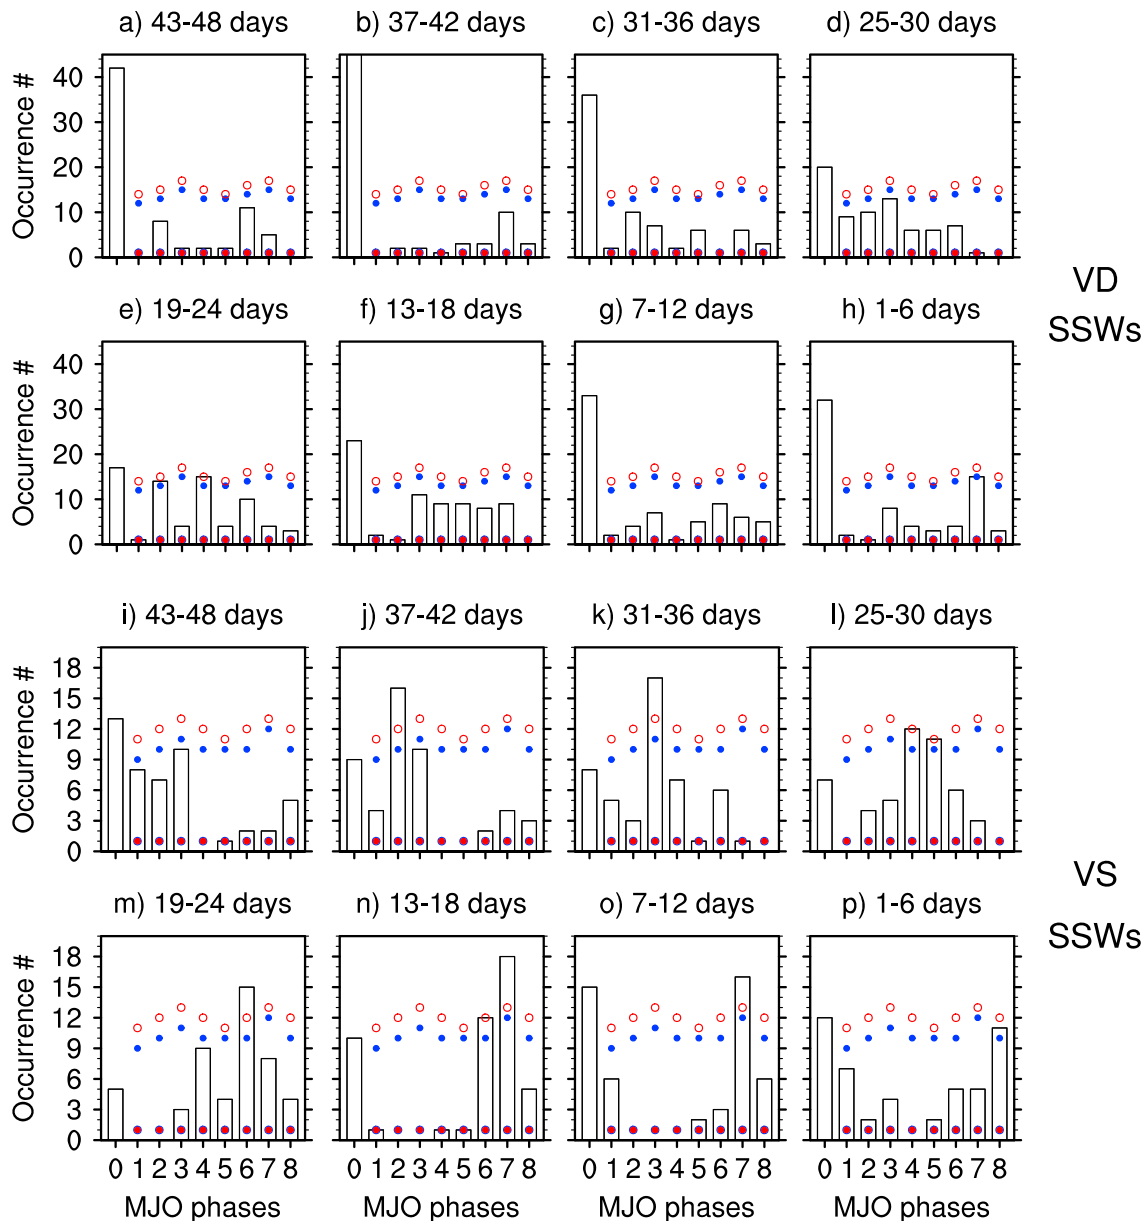 a) 43-48 days b) 37-42 days c) 31-36 days d) 25-30 days
Occurrence #
40
30
20
10
0
VD
SSWs
e) 19-24 days f) 13-18 days g) 7-12 days h) 1-6 days
Occurrence #
40
30
20
10
0
i) 43-48 days j) 37-42 days k) 31-36 days l) 25-30 days
Occurrence #
18
15
12
9
6
3
0
VS
SSWs
m) 19-24 days n) 13-18 days o) 7-12 days p) 1-6 days
Occurrence #
18
15
12
9
6
3
0
0 1 2 3 4 5 6 7 8 0 1 2 3 4 5 6 7 8 0 1 2 3 4 5 6 7 8 0 1 2 3 4 5 6 7 8
MJO phases MJO phases MJO phases MJO phases